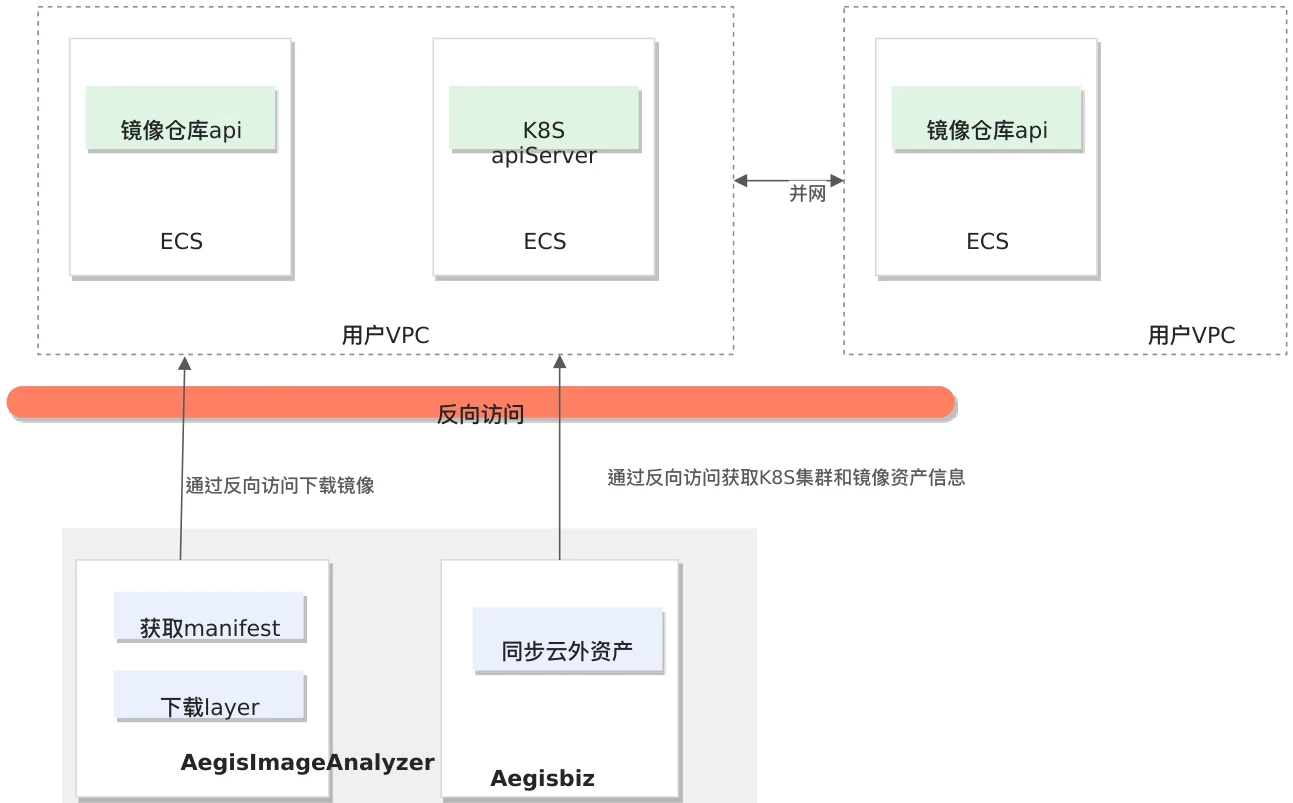 镜像仓库api
K8S
apiServer
镜像仓库api
并网
ECS
ECS
ECS
用户VPC
用户VPC
反向访问
通过反向访问下载镜像
通过反向访问获取K8S集群和镜像资产信息
获取manifest
同步云外资产
下载layer
AegisImageAnalyzer
Aegisbiz